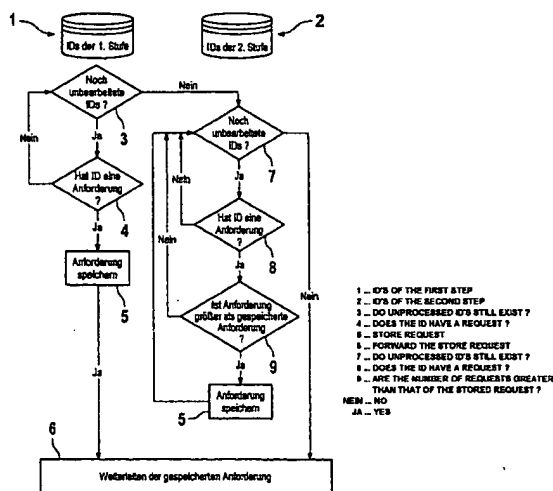 1
IDs der 1. Stufe
IDs der 2. Stufe
2
Noch
unbearbeitete
IDs ?
Nein
3
Nein
Ja
Noch
unbearbeitete
IDs ?
7
Hat ID eine
Anforderung
?
4
Ja
Nein
Ja
Hat ID eine
Anforderung
?
8
Anforderung
speichern
5
Nein
Ja
Nein
Ist Anforderung
größer als gespeicherte
Anforderung
?
9
Ja
Ja
Anforderung
speichern
5
6
Weiterleiten der gespeicherten Anforderung
1 ... ID'S OF THE FIRST STEP
2 ... ID'S OF THE SECOND STEP
3 ... DO UNPROCESSED ID'S STILL EXIST ?
4 ... DOES THE ID HAVE A REQUEST ?
5 ... STORE REQUEST
6 ... FORWARD THE STORE REQUEST
7 ... DO UNPROCESSED ID'S STILL EXIST ?
8 ... DOES THE ID HAVE A REQUEST ?
9 ... ARE THE NUMBER OF REQUESTS GREATER
THAN THAT OF THE STORED REQUEST ?
NEIN ... NO
JA ... YES